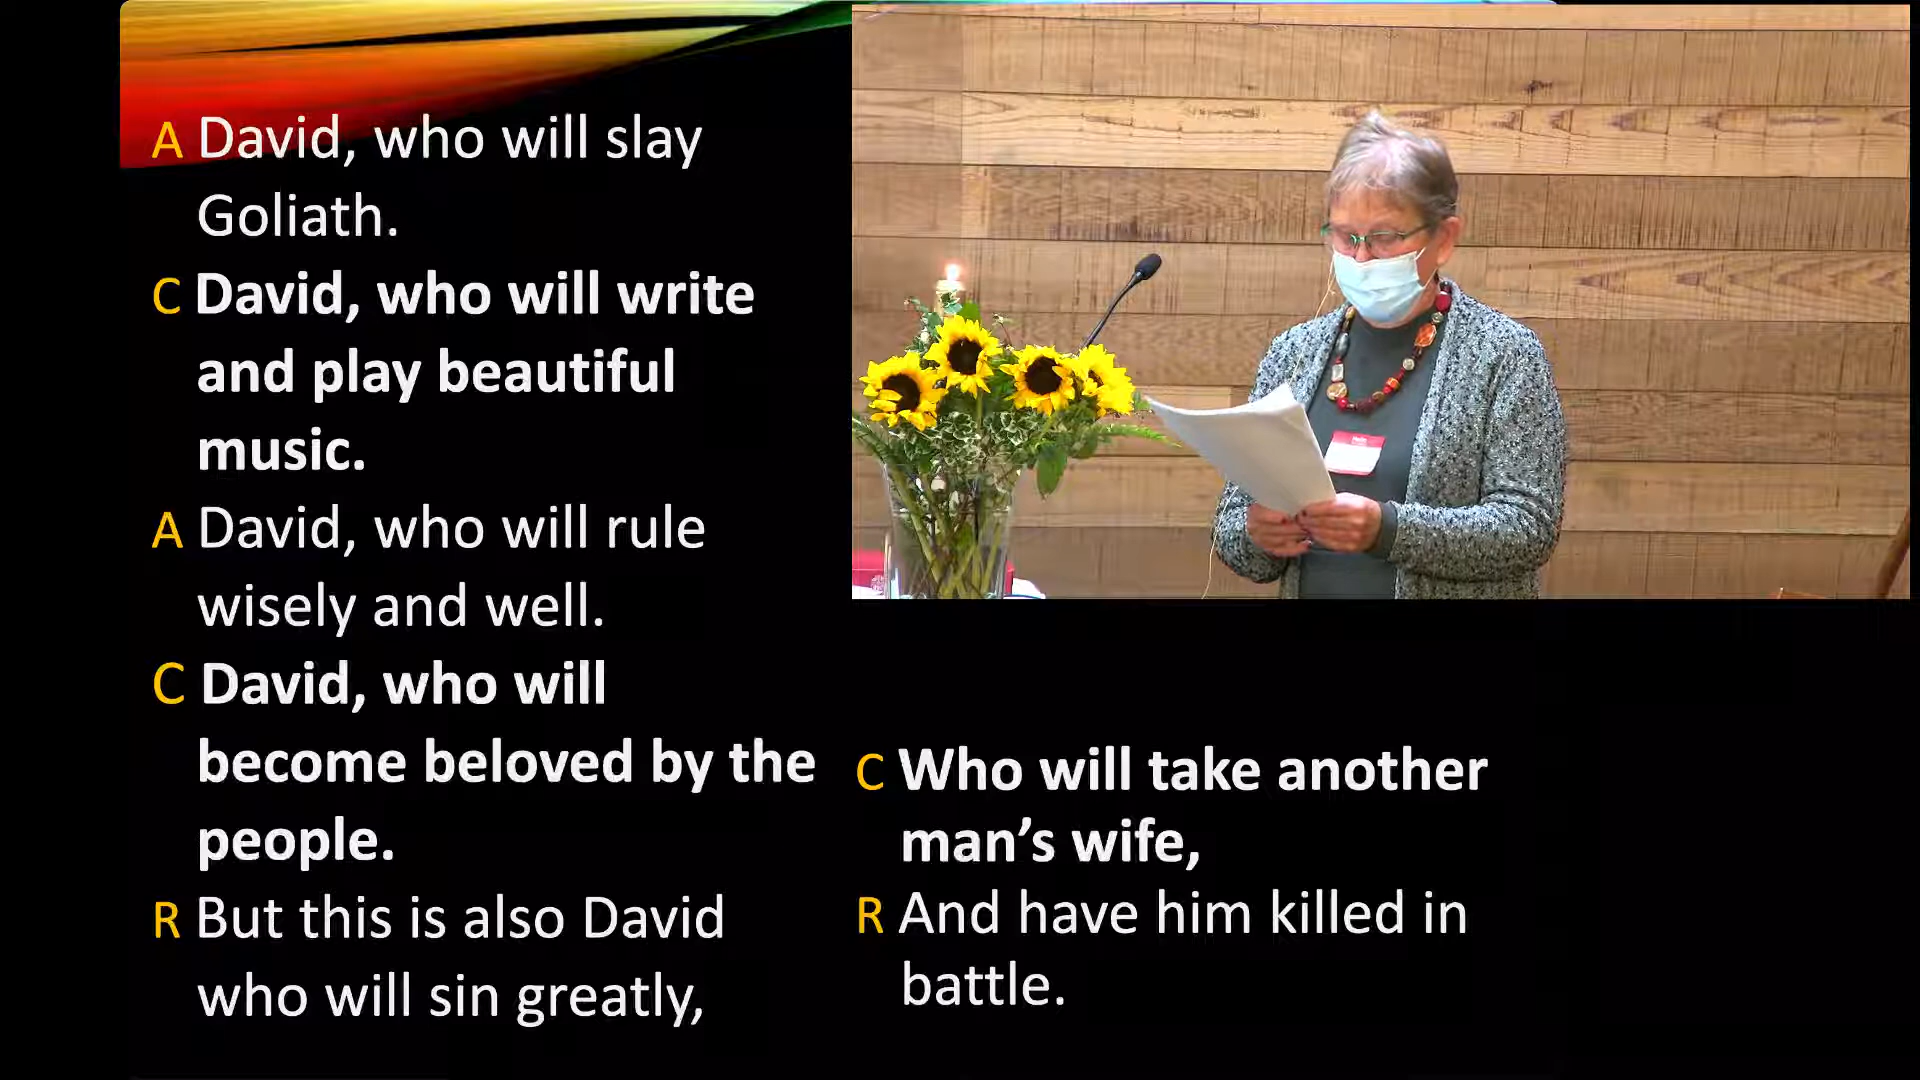 A David, who will slay
Goliath.
C David, who will write
and play beautiful
music.
A David, who will rule
wisely and well.
C David, who will
become beloved by the
people.
R But this is also David
who will sin greatly,
C Who will take another
man’s wife,
R And have him killed in
battle.